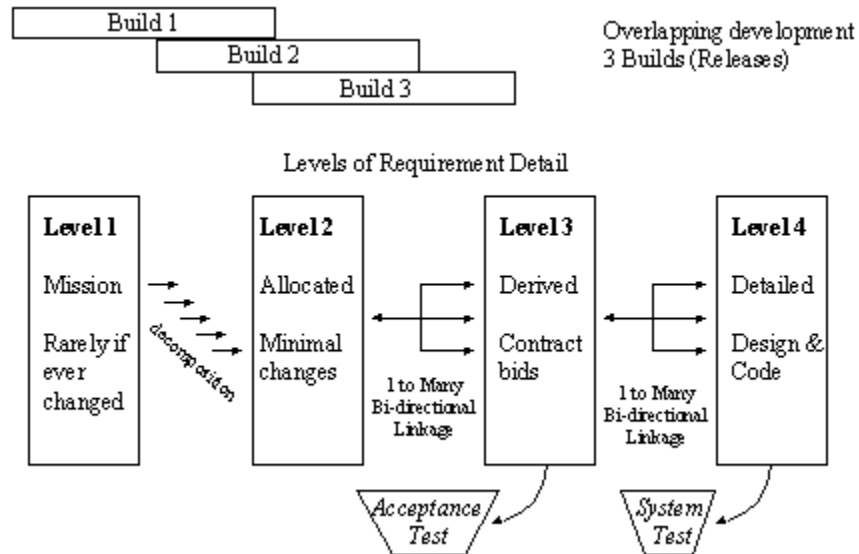 Build 1
Build 2
Build 3
Overlapping development
3 Builds (Releases)
Levels of Requirement Detail
Level 1
Mission
Rarely if
ever
changed
decomposition
Level 2
Allocated
Minimal
changes
1 to Many
Bi-directional
Linkage
Level 3
Derived
Contract
bids
1 to Many
Bi-directional
Linkage
Level 4
Detailed
Design &
Code
Acceptance
Test
System
Test